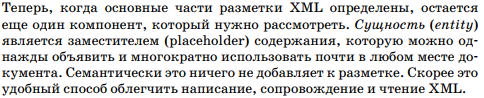 Теперь, когда основные части разметки XML определены, остается
еще один компонент, который нужно рассмотреть. Сущность (entity)
является заместителем (placeholder) содержания, которую можно од-
нажды объявить и многократно использовать почти в любом месте до-
кумента. Семантически это ничего не добавляет к разметке. Скорее это
удобный способ облегчить написание, сопровождение и чтение XML.